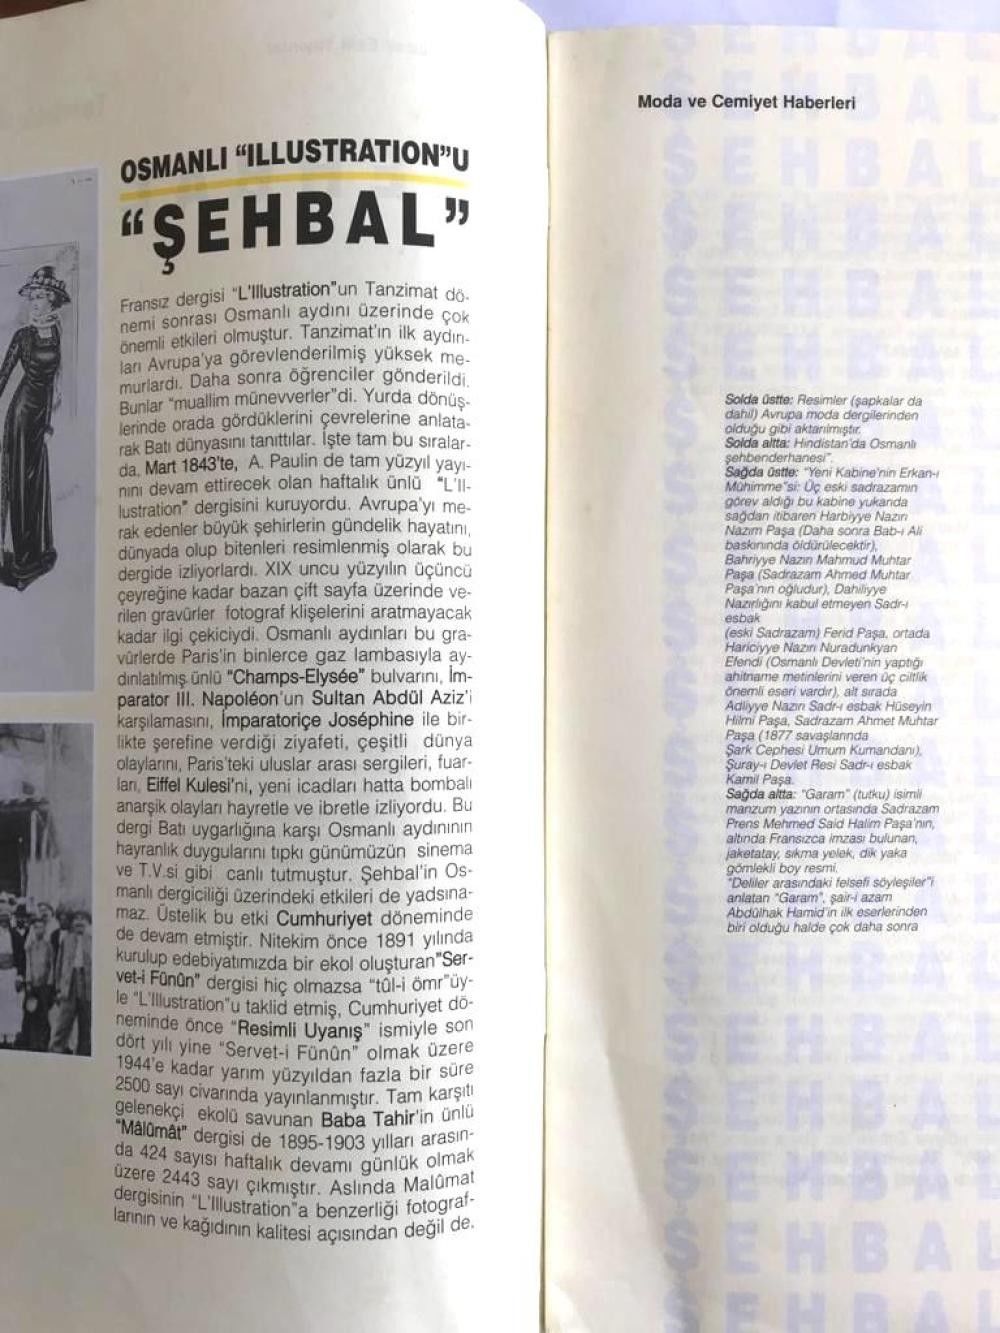 OSMANLI “ILLUSTRATION”U
“ŞEHBAL”
Fransız dergisi “L'Illustration”un Tanzimat dö-
nemi sonrası Osmanlı aydını üzerinde çok
önemli etkileri olmuştur. Tanzimat'ın ilk aydın-
ları Avrupa'ya görevlenderilmiş yüksek me-
murlardı. Daha sonra öğrenciler gönderildi.
Bunlar “muallim münevverler”di. Yurda dönüş-
lerinde orada gördüklerini çevrelerine anlata-
rak Batı dünyasını tanıttılar. İşte tam bu sıralar-
da, Mart 1843'te, A. Paulin de tam yüzyıl yayı-
nını devam ettirecek olan haftalık ünlü “L'Il-
lustration” dergisini kuruyordu. Avrupa'yı me-
rak edenler büyük şehirlerin gündelik hayatını,
dünyada olup bitenleri resimlenmiş olarak bu
dergide izliyorlardı. XIX uncu yüzyılın üçüncü
çeyreğine kadar bazan çift sayfa üzerinde ve-
rilen gravürler fotograf klişelerini aratmayacak
kadar ilgi çekiciydi. Osmanlı aydınları bu gra-
vürlerde Paris'in binlerce gaz lambasıyla ay-
dınlatılmış ünlü “Champs-Elysée” bulvarını, İm-
parator III. Napoléon'un Sultan Abdül Aziz'i
karşılamasını, İmparatoriçe Joséphine ile bir-
likte şerefine verdiği ziyafeti, çeşitli dünya
olaylarını, Paris'teki uluslar arası sergileri, fuar-
ları, Eiffel Kulesi'ni, yeni icadları hatta bombalı
anarşik olayları hayretle ve ibretle izliyordu. Bu
dergi Batı uygarlığına karşı Osmanlı aydınının
hayranlık duygularını tıpkı günümüzün sinema
ve T.V.si gibi canlı tutmuştur. Şehbal'in Os-
manlı dergiciliği üzerindeki etkileri de yadsına-
maz. Üstelik bu etki Cumhuriyet döneminde
de devam etmiştir. Nitekim önce 1891 yılında
kurulup edebiyatımızda bir ekol oluşturan"Ser-
vet-i Fünûn” dergisi hiç olmazsa “tûl-i ömr”üy-
le “L'Illustration”u taklid etmiş, Cumhuriyet dö-
neminde önce “Resimli Uyanış” ismiyle son
dört yılı yine “Servet-i Fünûn” olmak üzere
1944'e kadar yarım yüzyıldan fazla bir süre
2500 sayı civarında yayınlanmıştır. Tam karşıtı
gelenekçi ekolü savunan Baba Tahir'in ünlü
“Mâlûmât” dergisi de 1895-1903 yılları arasın-
da 424 sayısı haftalık devamı günlük olmak
üzere 2443 sayı çıkmıştır. Aslında Malûmat
dergisinin “L'Illustration”a benzerliği fotograf-
larının ve kağıdının kalitesi açısından değil de,
Moda ve Cemiyet Haberleri
Solda üstte: Resimler (şapkalar da
dahil) Avrupa moda dergilerinden
olduğu gibi aktarılmıştır.
Solda altta: Hindistan'da Osmanlı
şehbenderhanesi”.
Sağda üstte: “Yeni Kabine'nin Erkan-ı
Mühimme”si: Üç eski sadrazamın
görev aldığı bu kabine yukarıda
sağdan itibaren Harbiyye Nazırı
Nazım Paşa (Daha sonra Bab-ı Ali
baskınında öldürülecektir),
Bahriyye Nazırı Mahmud Muhtar
Paşa (Sadrazam Ahmed Muhtar
Paşa'nın oğludur), Dahiliyye
Nazırlığını kabul etmeyen Sadr-ı
esbak
(eski Sadrazam) Ferid Paşa, ortada
Hariciyye Nazırı Nuradunkyan
Efendi (Osmanlı Devleti'nin yaptığı
ahitname metinlerini veren üç ciltlik
önemli eseri vardır), alt sırada
Adliyye Nazırı Sadr-ı esbak Hüseyin
Hilmi Paşa, Sadrazam Ahmet Muhtar
Paşa (1877 savaşlarında
Şark Cephesi Umum Kumandanı),
Şuray-ı Devlet Resi Sadr-ı esbak
Kamil Paşa.
Sağda altta: “Garam” (tutku) isimli
manzum yazının ortasında Sadrazam
Prens Mehmed Said Halim Paşa'nın,
altında Fransızca imzası bulunan,
jaketatay, sıkma yelek, dik yaka
gömlekli boy resmi.
“Deliler arasındaki felsefi söyleşiler”i
anlatan “Garam”, şair-i azam
Abdülhak Hamid'in ilk eserlerinden
biri olduğu halde çok daha sonra
ŞEHBAL